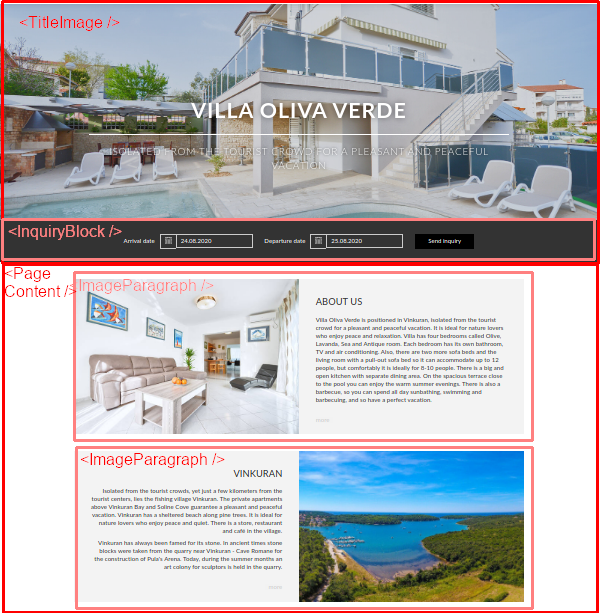 <TitleImage />
VILLA OLIVA VERDE
ISOLATED FROM THE TOURIST CROWD FOR A PLEASANT AND PEACEFUL
VACATION
<InquiryBlock />
Arrival date 24.08.2020 Departure date 25.08.2020 Send inquiry
<Page
Content />
<ImageParagraph />
ABOUT US
Villa Oliva Verde is positioned in Vinkuran, isolated from the tourist
crowd for a pleasant and peaceful vacation. It is ideal for nature lovers
who enjoy peace and relaxation. Villa has four bedrooms called Olive,
Lavanda, Sea and Antique room. Each bedroom has its own bathroom,
TV and air conditioning. Also, there are two more sofa beds and the
living room with a pull-out sofa bed so it can accommodate up to 12
people, but comfortably it is ideally for 8-10 people. There is a big and
open kitchen with separate dining area. On the spacious terrace close
to the pool you can enjoy the warm summer evenings. There is also a
barbecue, so you can spend all day sunbathing, swimming and
barbecuing, and so have a perfect vacation.
<ImageParagraph />
VINKURAN
Isolated from the tourist crowds, yet just a few kilometers from the
tourist centers, lies the fishing village Vinkuran. The private apartments
above Vinkuran Bay and Soline Cove guarantee a pleasant and peaceful
vacation. Vinkuran has a sheltered beach along pine trees. It is ideal for
nature lovers who enjoy peace and quiet. There is a store, restaurant
and café in the village.
Vinkuran has always been famed for its stone. In ancient times stone
blocks were taken from the quarry near Vinkuran - Cave Romane for
the construction of Pula's Arena. Today, during the summer months an
art colony for sculptors is held in the quarry.